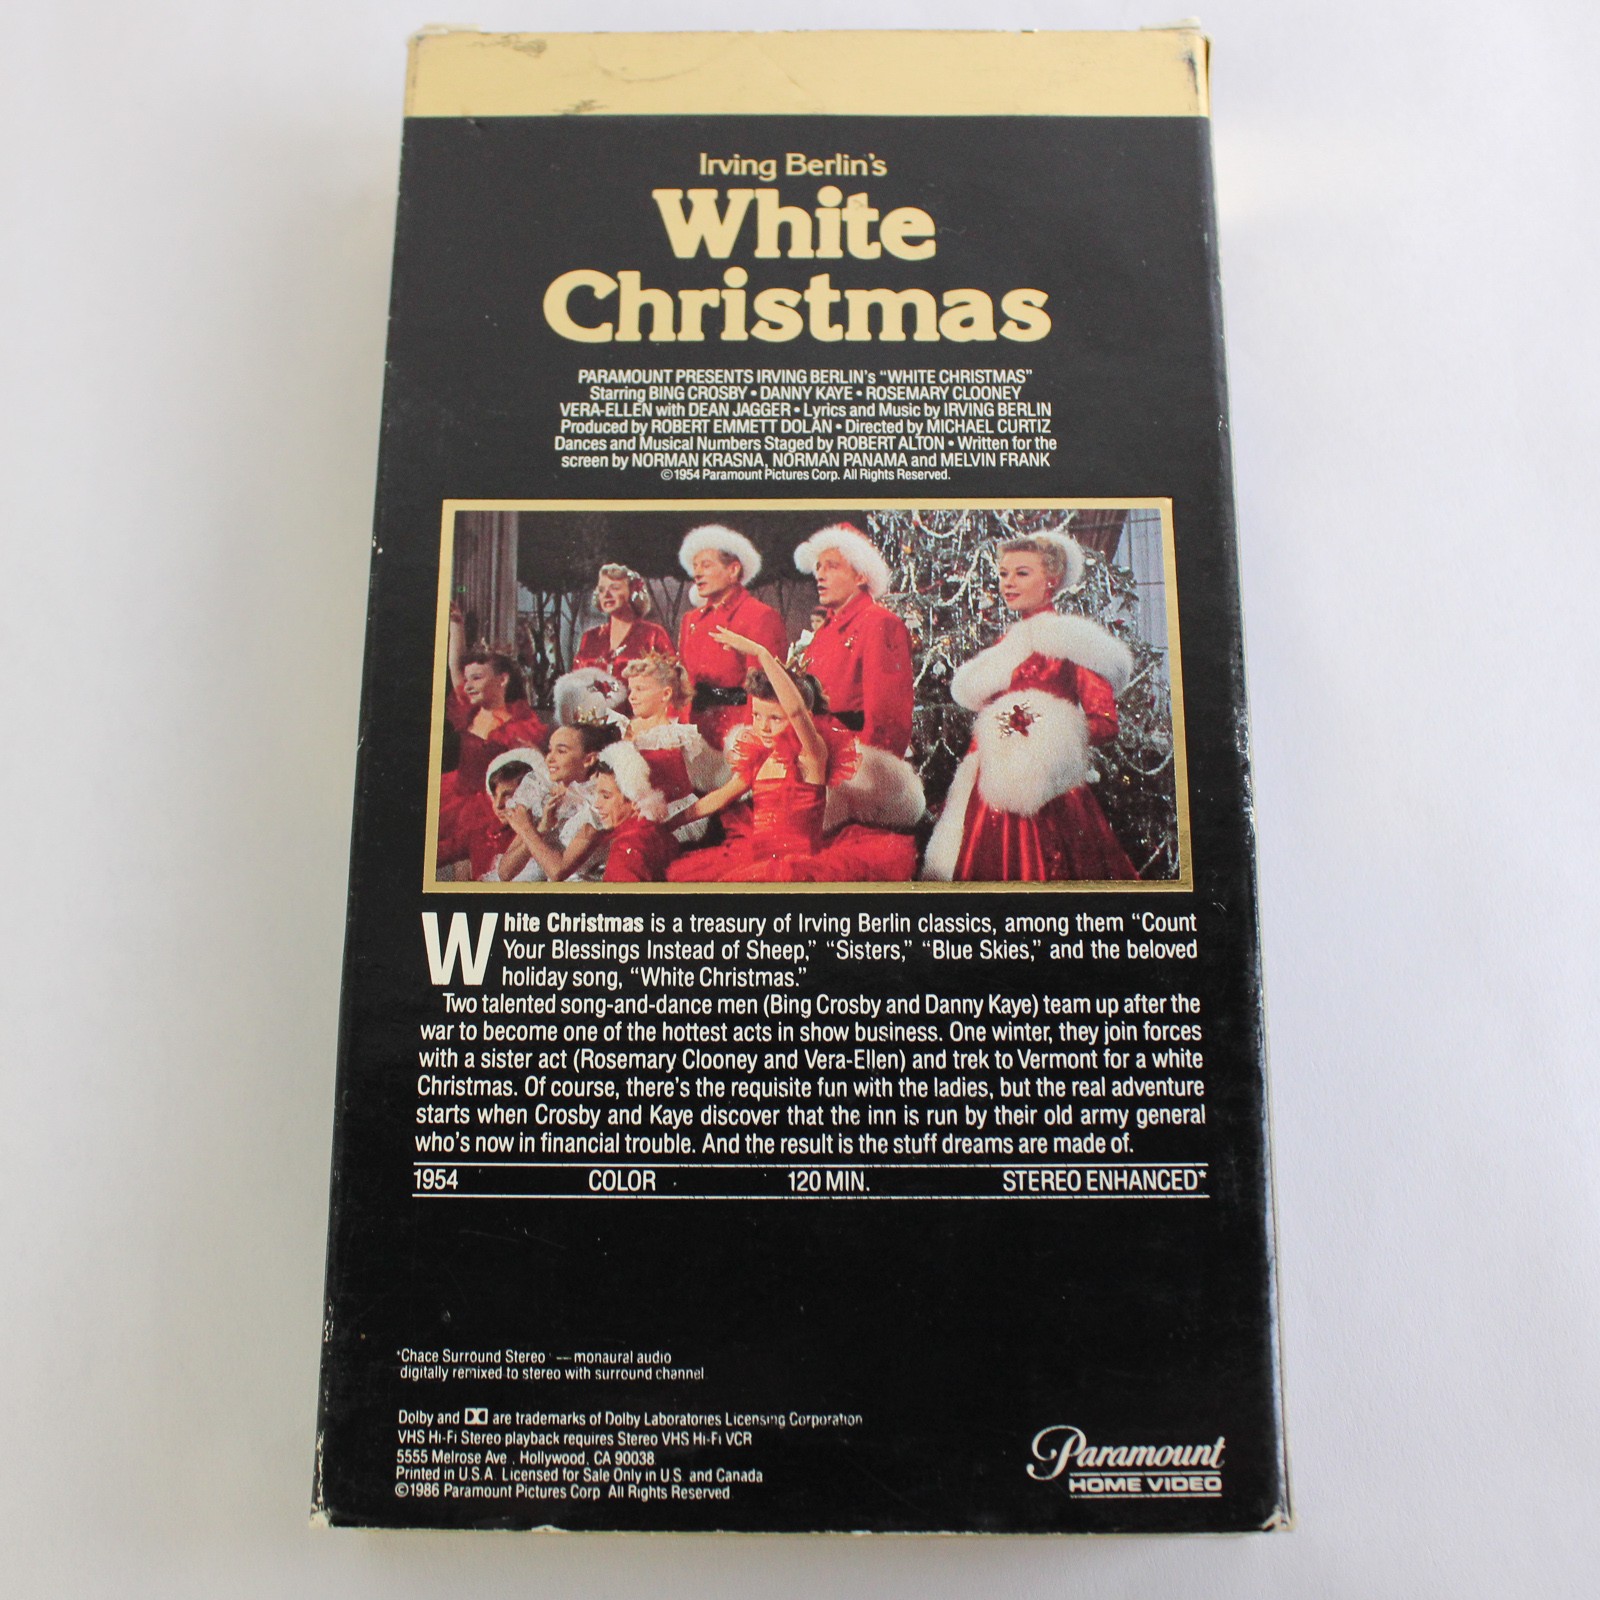 Irving Berlin's
White
Christmas
PARAMOUNT PRESENTS IRVING BERLIN's "WHITE CHRISTMAS"
Starring BING CROSBY • DANNY KAYE • ROSEMARY CLOONEY
VERA-ELLEN with DEAN JAGGER • Lyrics and Music by IRVING BERLIN
Produced by ROBERT EMMETT DOLAN • Directed by MICHAEL CURTIZ
Dances and Musical Numbers Staged by ROBERT ALTON • Written for the
screen by NORMAN KRASNA, NORMAN PANAMA and MELVIN FRANK
©1954 Paramount Pictures Corp. All Rights Reserved.
White Christmas is a treasury of Irving Berlin classics, among them "Count
Your Blessings Instead of Sheep," "Sisters," "Blue Skies," and the beloved
holiday song, "White Christmas."
Two talented song-and-dance men (Bing Crosby and Danny Kaye) team up after the
war to become one of the hottest acts in show business. One winter, they join forces
with a sister act (Rosemary Clooney and Vera-Ellen) and trek to Vermont for a white
Christmas. Of course, there's the requisite fun with the ladies, but the real adventure
starts when Crosby and Kaye discover that the inn is run by their old army general
who's now in financial trouble. And the result is the stuff dreams are made of.
1954 COLOR 120 MIN. STEREO ENHANCED*
*Chace Surround Stereo — monaural audio
digitally remixed to stereo with surround channel
Dolby and are trademarks of Dolby Laboratories Licensing Corporation
VHS Hi-Fi Stereo playback requires Stereo VHS Hi-Fi VCR
5555 Melrose Ave., Hollywood, CA 90038
Printed in U.S.A. Licensed for Sale Only in U.S. and Canada
©1986 Paramount Pictures Corp. All Rights Reserved.
Paramount
HOME VIDEO